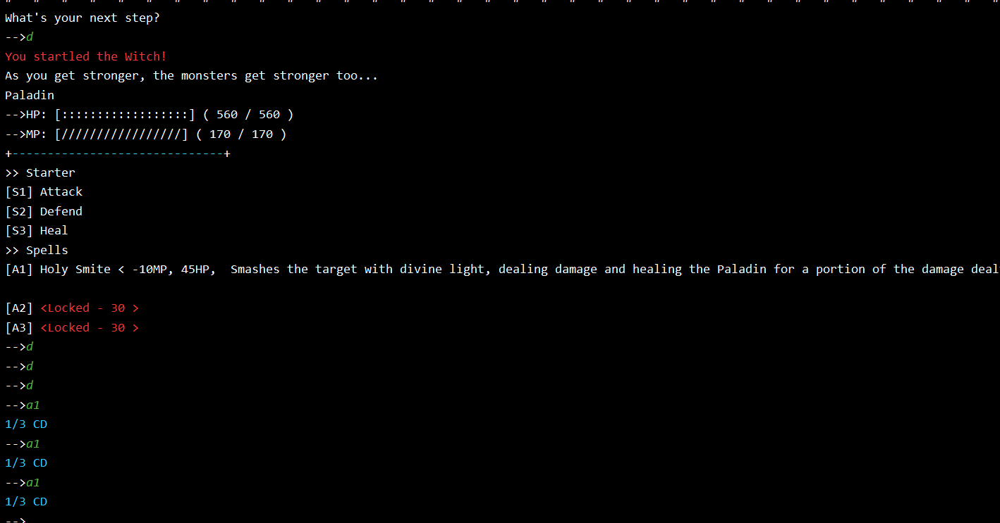 What's your next step?
-->d
You startled the Witch!
As you get stronger, the monsters get stronger too...
Paladin
-->HP: [::::::::::::::::::] ( 560 / 560 )
-->MP: [/////////////////] ( 170 / 170 )
+------------------------------+
>> Starter
[S1] Attack
[S2] Defend
[S3] Heal
>> Spells
[A1] Holy Smite < -10MP, 45HP,  Smashes the target with divine light, dealing damage and healing the Paladin for a portion of the damage deal
[A2] <Locked - 30 >
[A3] <Locked - 30 >
-->d
-->d
-->d
-->a1
1/3 CD
-->a1
1/3 CD
-->a1
1/3 CD
-->